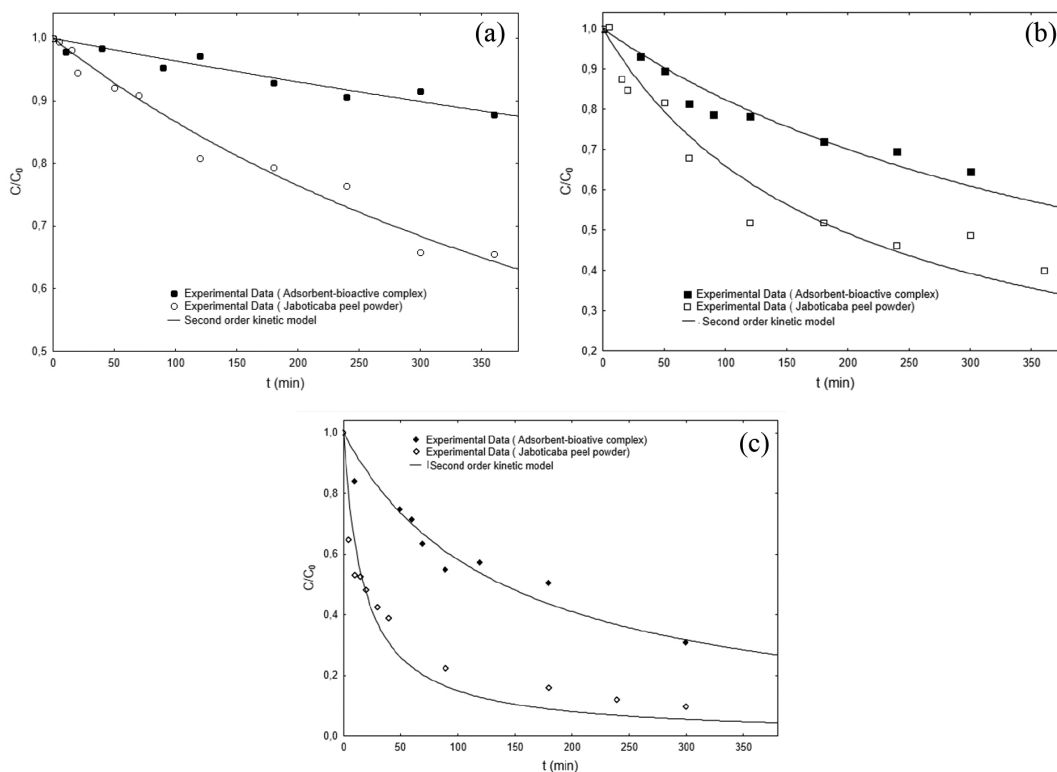 (a)
1,0
0,9
0,8
0,7
0,6
0,5
C/C₀
Experimental Data ( Adsorbent-bioactive complex)
Experimental Data ( Jaboticaba peel powder)
Second order kinetic model
0 50 100 150 200 250 300 350
t (min)
(b)
1,0
0,9
0,8
0,7
0,6
0,5
0,4
0,3
0,2
C/C₀
Experimental Data ( Adsorbent-bioactive complex)
Experimental Data ( Jaboticaba peel powder)
Second order kinetic model
0 50 100 150 200 250 300 350
t (min)
(c)
1,0
0,8
0,6
0,4
0,2
0,0
C/C₀
Experimental Data ( Adsorbent-bioative complex)
Experimental Data ( Jaboticaba peel powder)
Second order kinetic model
0 50 100 150 200 250 300 350
t (min)